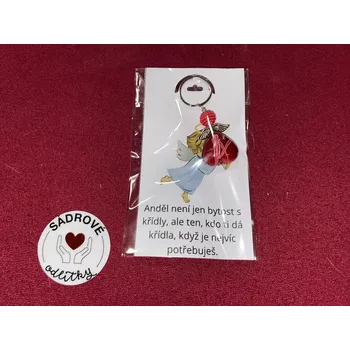 Anděl není jen bytost s
křídly, ale ten, kdo ti dá
křídla, když je nejvíc
potřebuješ.
SÁDROVÉ
odlitky